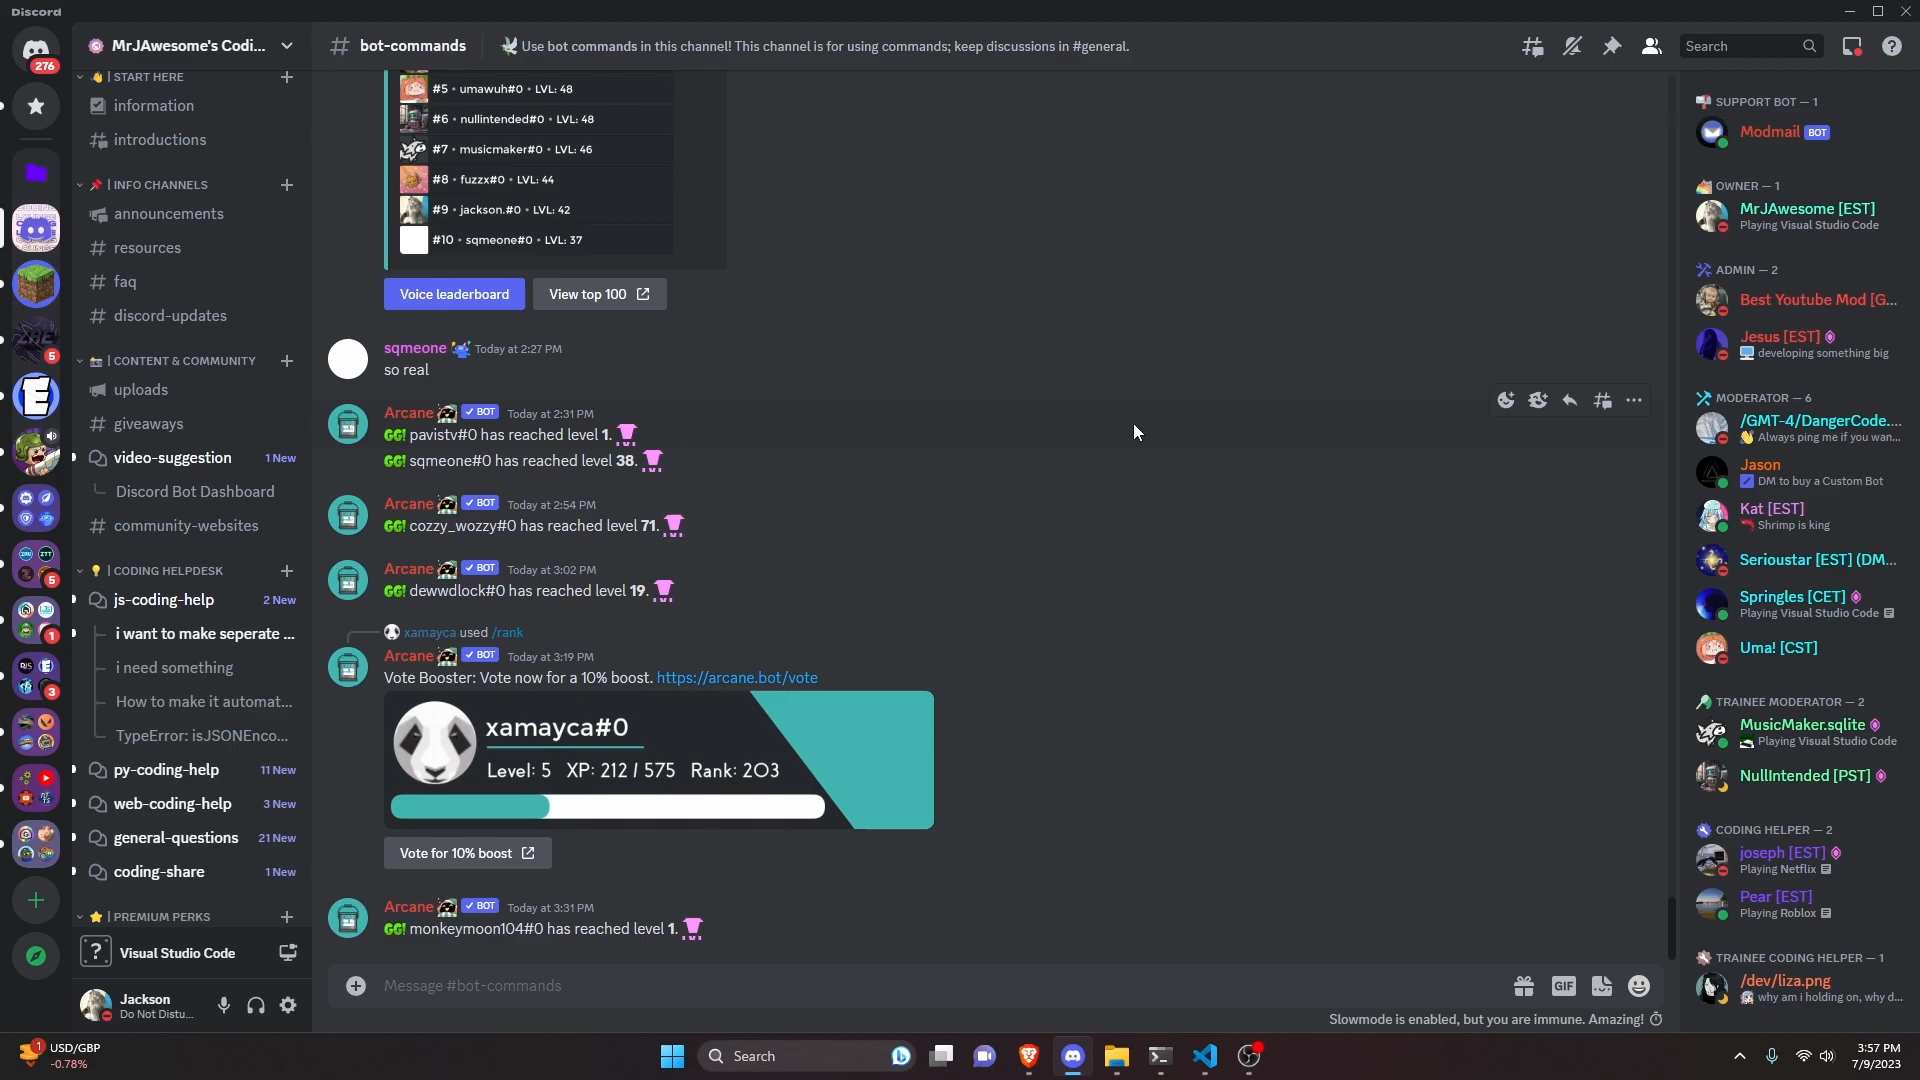 Discord
276
MrJAwesome's Codi...
START HERE
information
introductions
INFO CHANNELS
announcements
resources
faq
discord-updates
CONTENT & COMMUNITY
uploads
giveaways
video-suggestion 1 New
Discord Bot Dashboard
community-websites
CODING HELPDESK
js-coding-help 2 New
i want to make seperate ...
i need something
How to make it automat...
TypeError: isJSONEnco...
py-coding-help 11 New
web-coding-help 3 New
general-questions 21 New
coding-share 1 New
PREMIUM PERKS
Visual Studio Code
Jackson
Do Not Distu...
5
5
1
3
bot-commands
Use bot commands in this channel! This channel is for using commands; keep discussions in #general.
Search
#5 • umawuh#0 • LVL: 48
#6 • nullintended#0 • LVL: 48
#7 • musicmaker#0 • LVL: 46
#8 • fuzzx#0 • LVL: 44
#9 • jackson.#0 • LVL: 42
#10 • sqmeone#0 • LVL: 37
Voice leaderboard
View top 100
sqmeone Today at 2:27 PM
so real
Arcane BOT Today at 2:31 PM
GG! pavistv#0 has reached level 1.
GG! sqmeone#0 has reached level 38.
Arcane BOT Today at 2:54 PM
GG! cozzy_wozzy#0 has reached level 71.
Arcane BOT Today at 3:02 PM
GG! dewwdlock#0 has reached level 19.
xamayca used /rank
Arcane BOT Today at 3:19 PM
Vote Booster: Vote now for a 10% boost. https://arcane.bot/vote
xamayca#0
Level: 5 XP: 212 / 575 Rank: 203
Vote for 10% boost
Arcane BOT Today at 3:31 PM
GG! monkeymoon104#0 has reached level 1.
Message #bot-commands
GIF
Slowmode is enabled, but you are immune. Amazing!
SUPPORT BOT — 1
Modmail BOT
OWNER — 1
MrJAwesome [EST]
Playing Visual Studio Code
ADMIN — 2
Best Youtube Mod [G...
Jesus [EST]
developing something big
MODERATOR — 6
/GMT-4/DangerCode....
Always ping me if you wan...
Jason
DM to buy a Custom Bot
Kat [EST]
Shrimp is king
Serioustar [EST] (DM...
Springles [CET]
Playing Visual Studio Code
Uma! [CST]
TRAINEE MODERATOR — 2
MusicMaker.sqlite
Playing Visual Studio Code
NullIntended [PST]
CODING HELPER — 2
joseph [EST]
Playing Netflix
Pear [EST]
Playing Roblox
TRAINEE CODING HELPER — 1
/dev/liza.png
why am i holding on, why d...
1
USD/GBP
-0.78%
Search
3:57 PM
7/9/2023